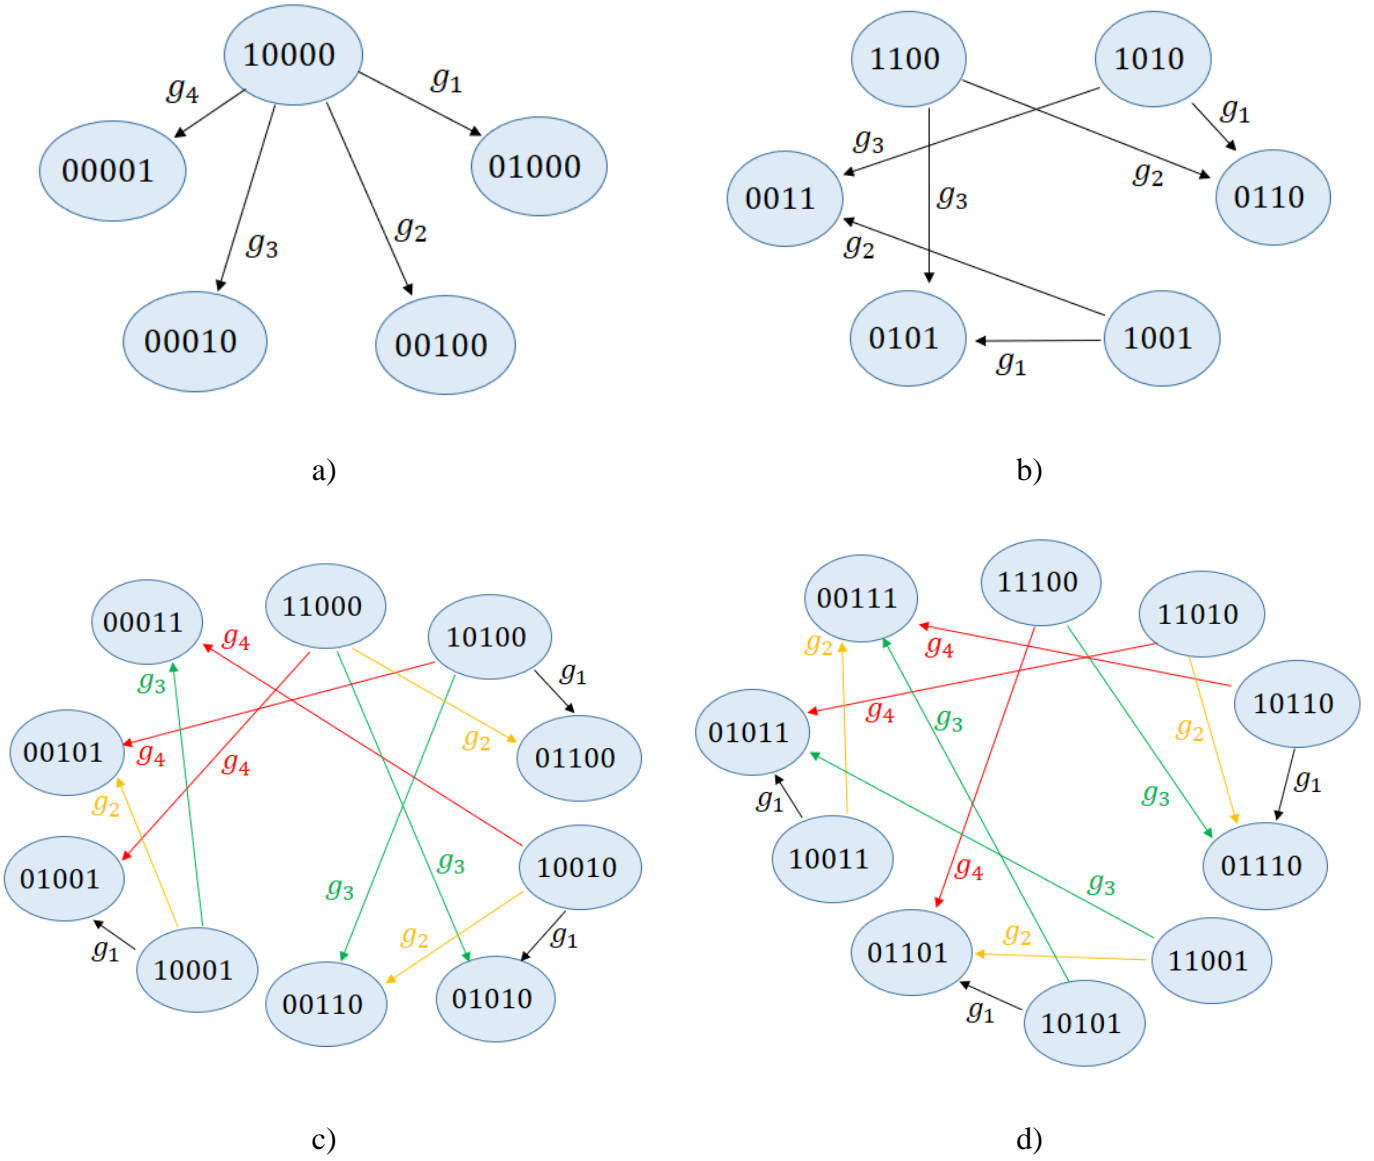 10000
g₄
g₁
00001
01000
g₃
g₂
00010
00100
a)
1100
1010
g₁
g₃
g₂
0011
g₃
0110
g₂
0101
1001
g₁
b)
11000
00011
10100
g₄
g₁
g₃
g₂
00101
g₄
g₄
01100
g₂
g₃
g₃
10010
01001
g₂
g₁
g₁
10001
00110
01010
c)
11100
00111
11010
g₂
g₄
10110
g₄
g₃
g₂
01011
g₁
g₃
g₁
10011
g₄
g₃
01110
g₂
01101
11001
g₁
10101
d)